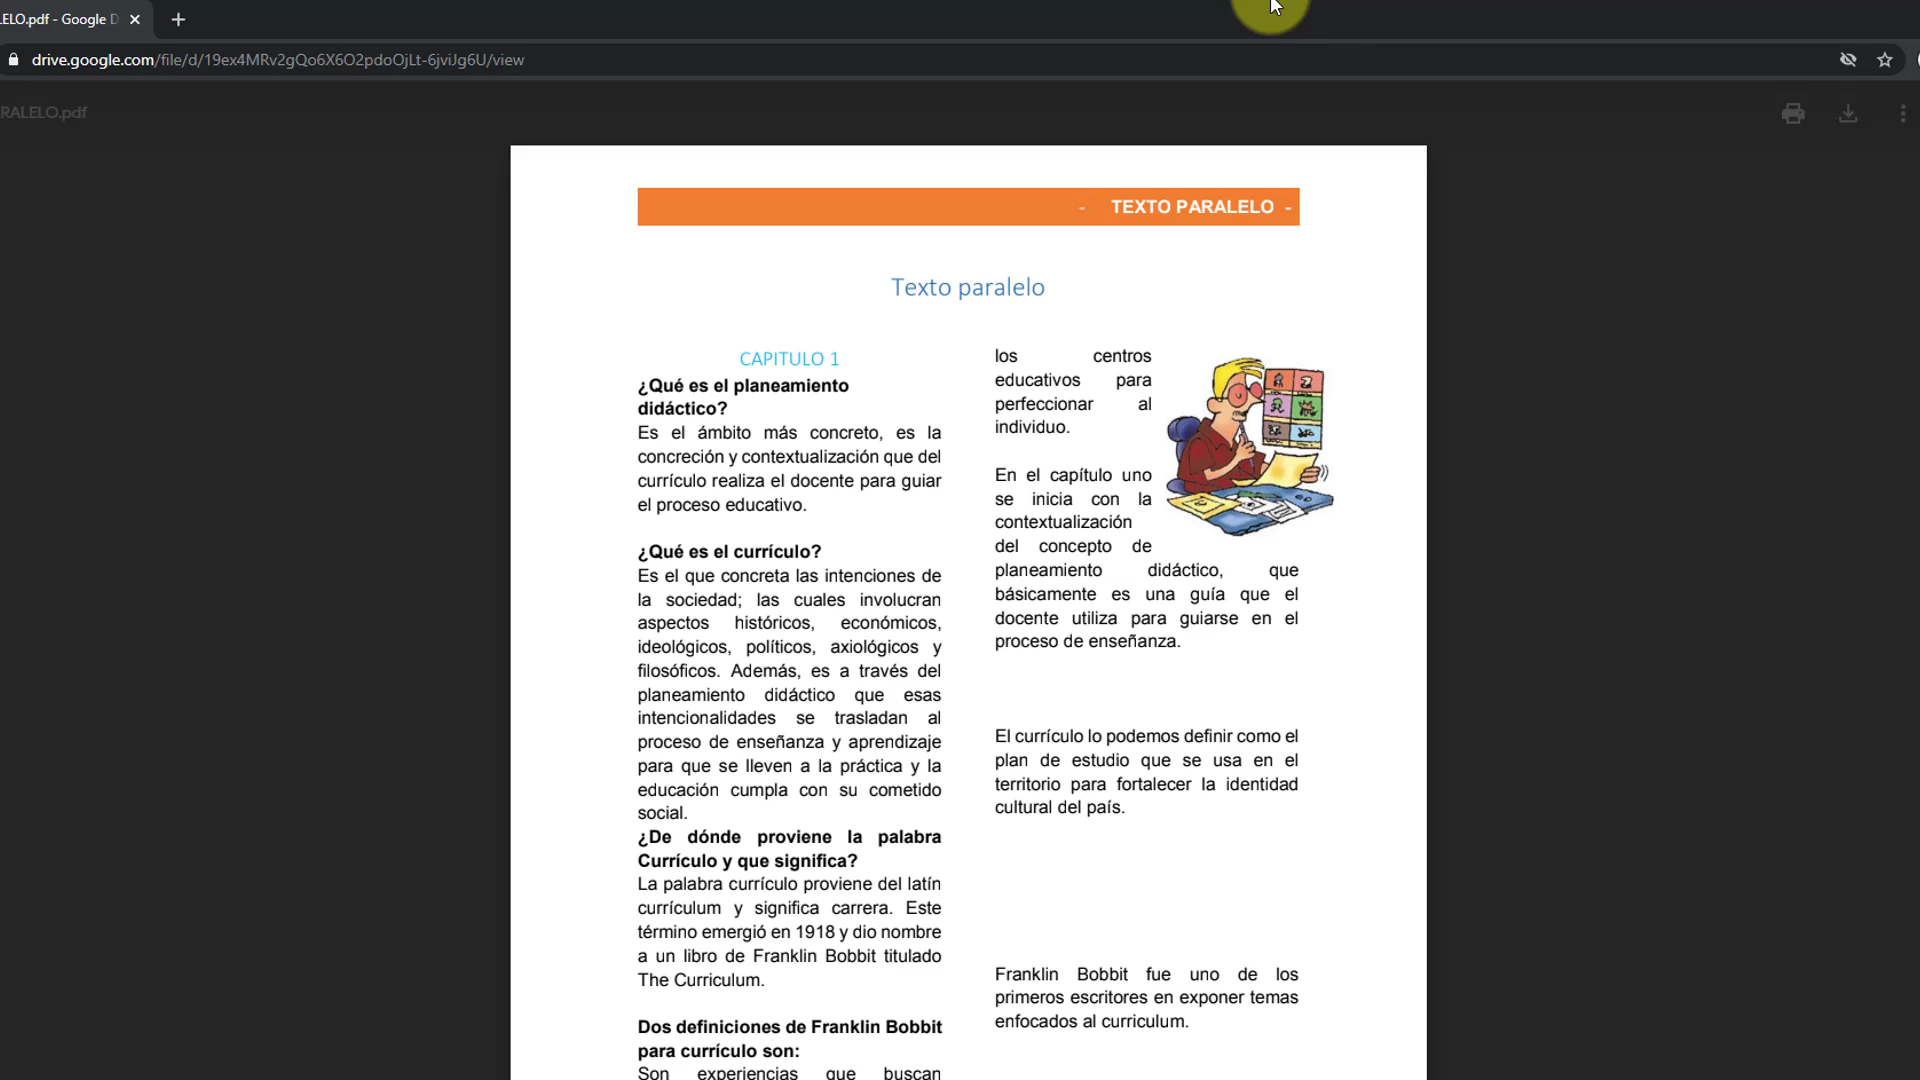 LELO.pdf - Google D
drive.google.com/file/d/19ex4MRv2gQo6X6O2pdoOjLt-6jviJg6U/view
RALELO.pdf
- TEXTO PARALELO -
Texto paralelo
CAPITULO 1
¿Qué es el planeamiento
didáctico?
Es el ámbito más concreto, es la
concreción y contextualización que del
currículo realiza el docente para guiar
el proceso educativo.
¿Qué es el currículo?
Es el que concreta las intenciones de
la sociedad; las cuales involucran
aspectos históricos, económicos,
ideológicos, políticos, axiológicos y
filosóficos. Además, es a través del
planeamiento didáctico que esas
intencionalidades se trasladan al
proceso de enseñanza y aprendizaje
para que se lleven a la práctica y la
educación cumpla con su cometido
social.
¿De dónde proviene la palabra
Currículo y que significa?
La palabra currículo proviene del latín
currículum y significa carrera. Este
término emergió en 1918 y dio nombre
a un libro de Franklin Bobbit titulado
The Curriculum.
Dos definiciones de Franklin Bobbit
para currículo son:
Son experiencias que buscan
los centros
educativos para
perfeccionar al
individuo.
En el capítulo uno
se inicia con la
contextualización
del concepto de
planeamiento didáctico, que
básicamente es una guía que el
docente utiliza para guiarse en el
proceso de enseñanza.
El currículo lo podemos definir como el
plan de estudio que se usa en el
territorio para fortalecer la identidad
cultural del país.
Franklin Bobbit fue uno de los
primeros escritores en exponer temas
enfocados al curriculum.